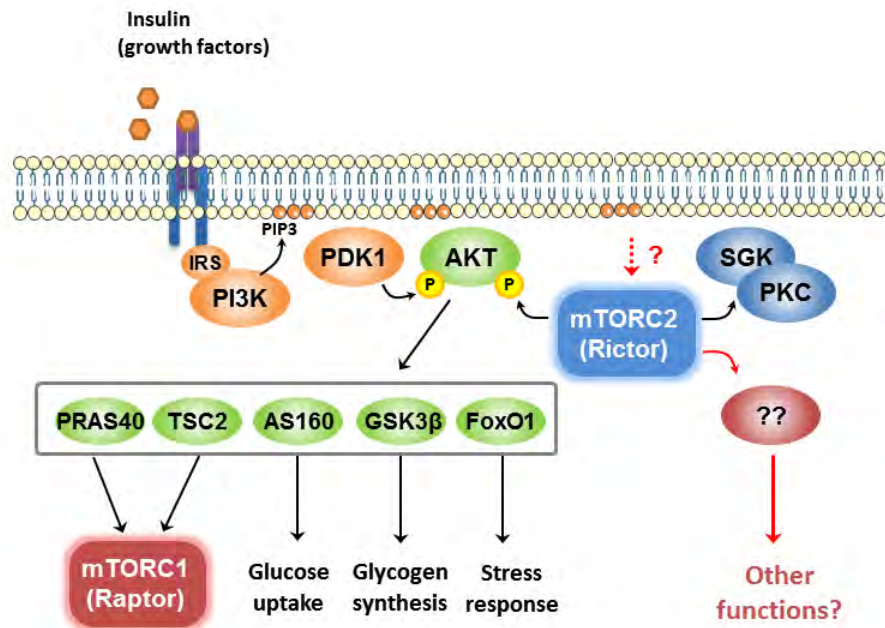 Insulin
(growth factors)
PIP3
IRS
PI3K
PDK1
AKT
P
P
?
SGK
PKC
mTORC2
(Rictor)
??
PRAS40
TSC2
AS160
GSK3β
FoxO1
mTORC1
(Raptor)
Glucose
uptake
Glycogen
synthesis
Stress
response
Other
functions?